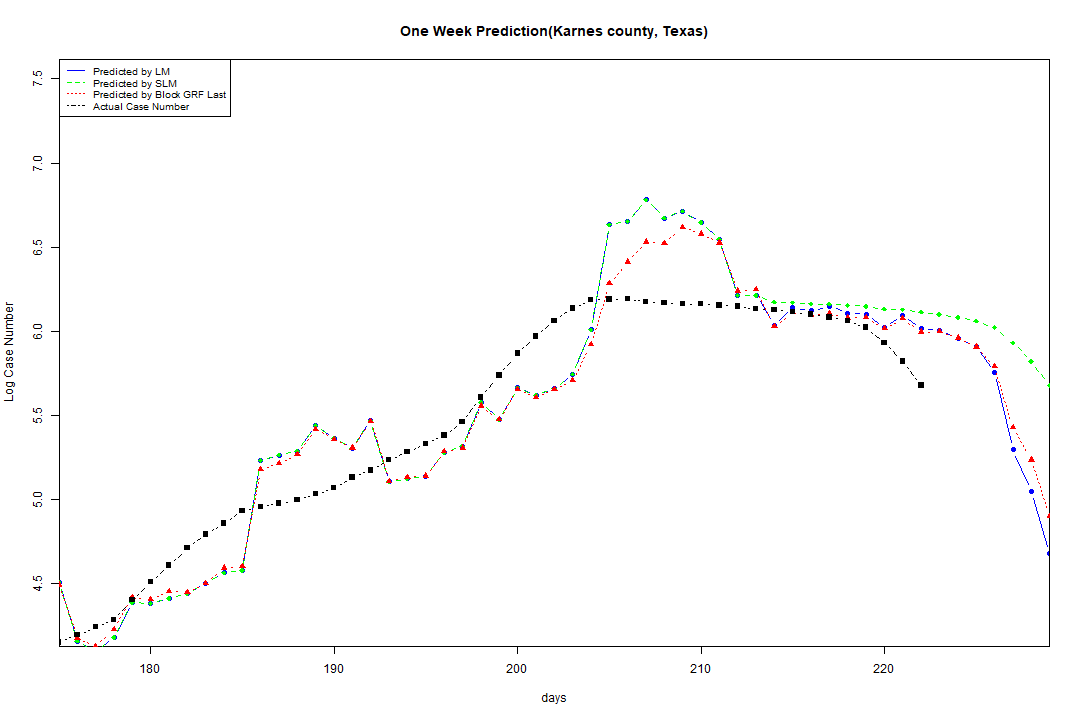 One Week Prediction(Karnes county, Texas)
Predicted by LM
Predicted by SLM
Predicted by Block GRF Last
Actual Case Number
7.5
7.0
6.5
6.0
5.5
5.0
4.5
Log Case Number
180 190 200 210 220
days